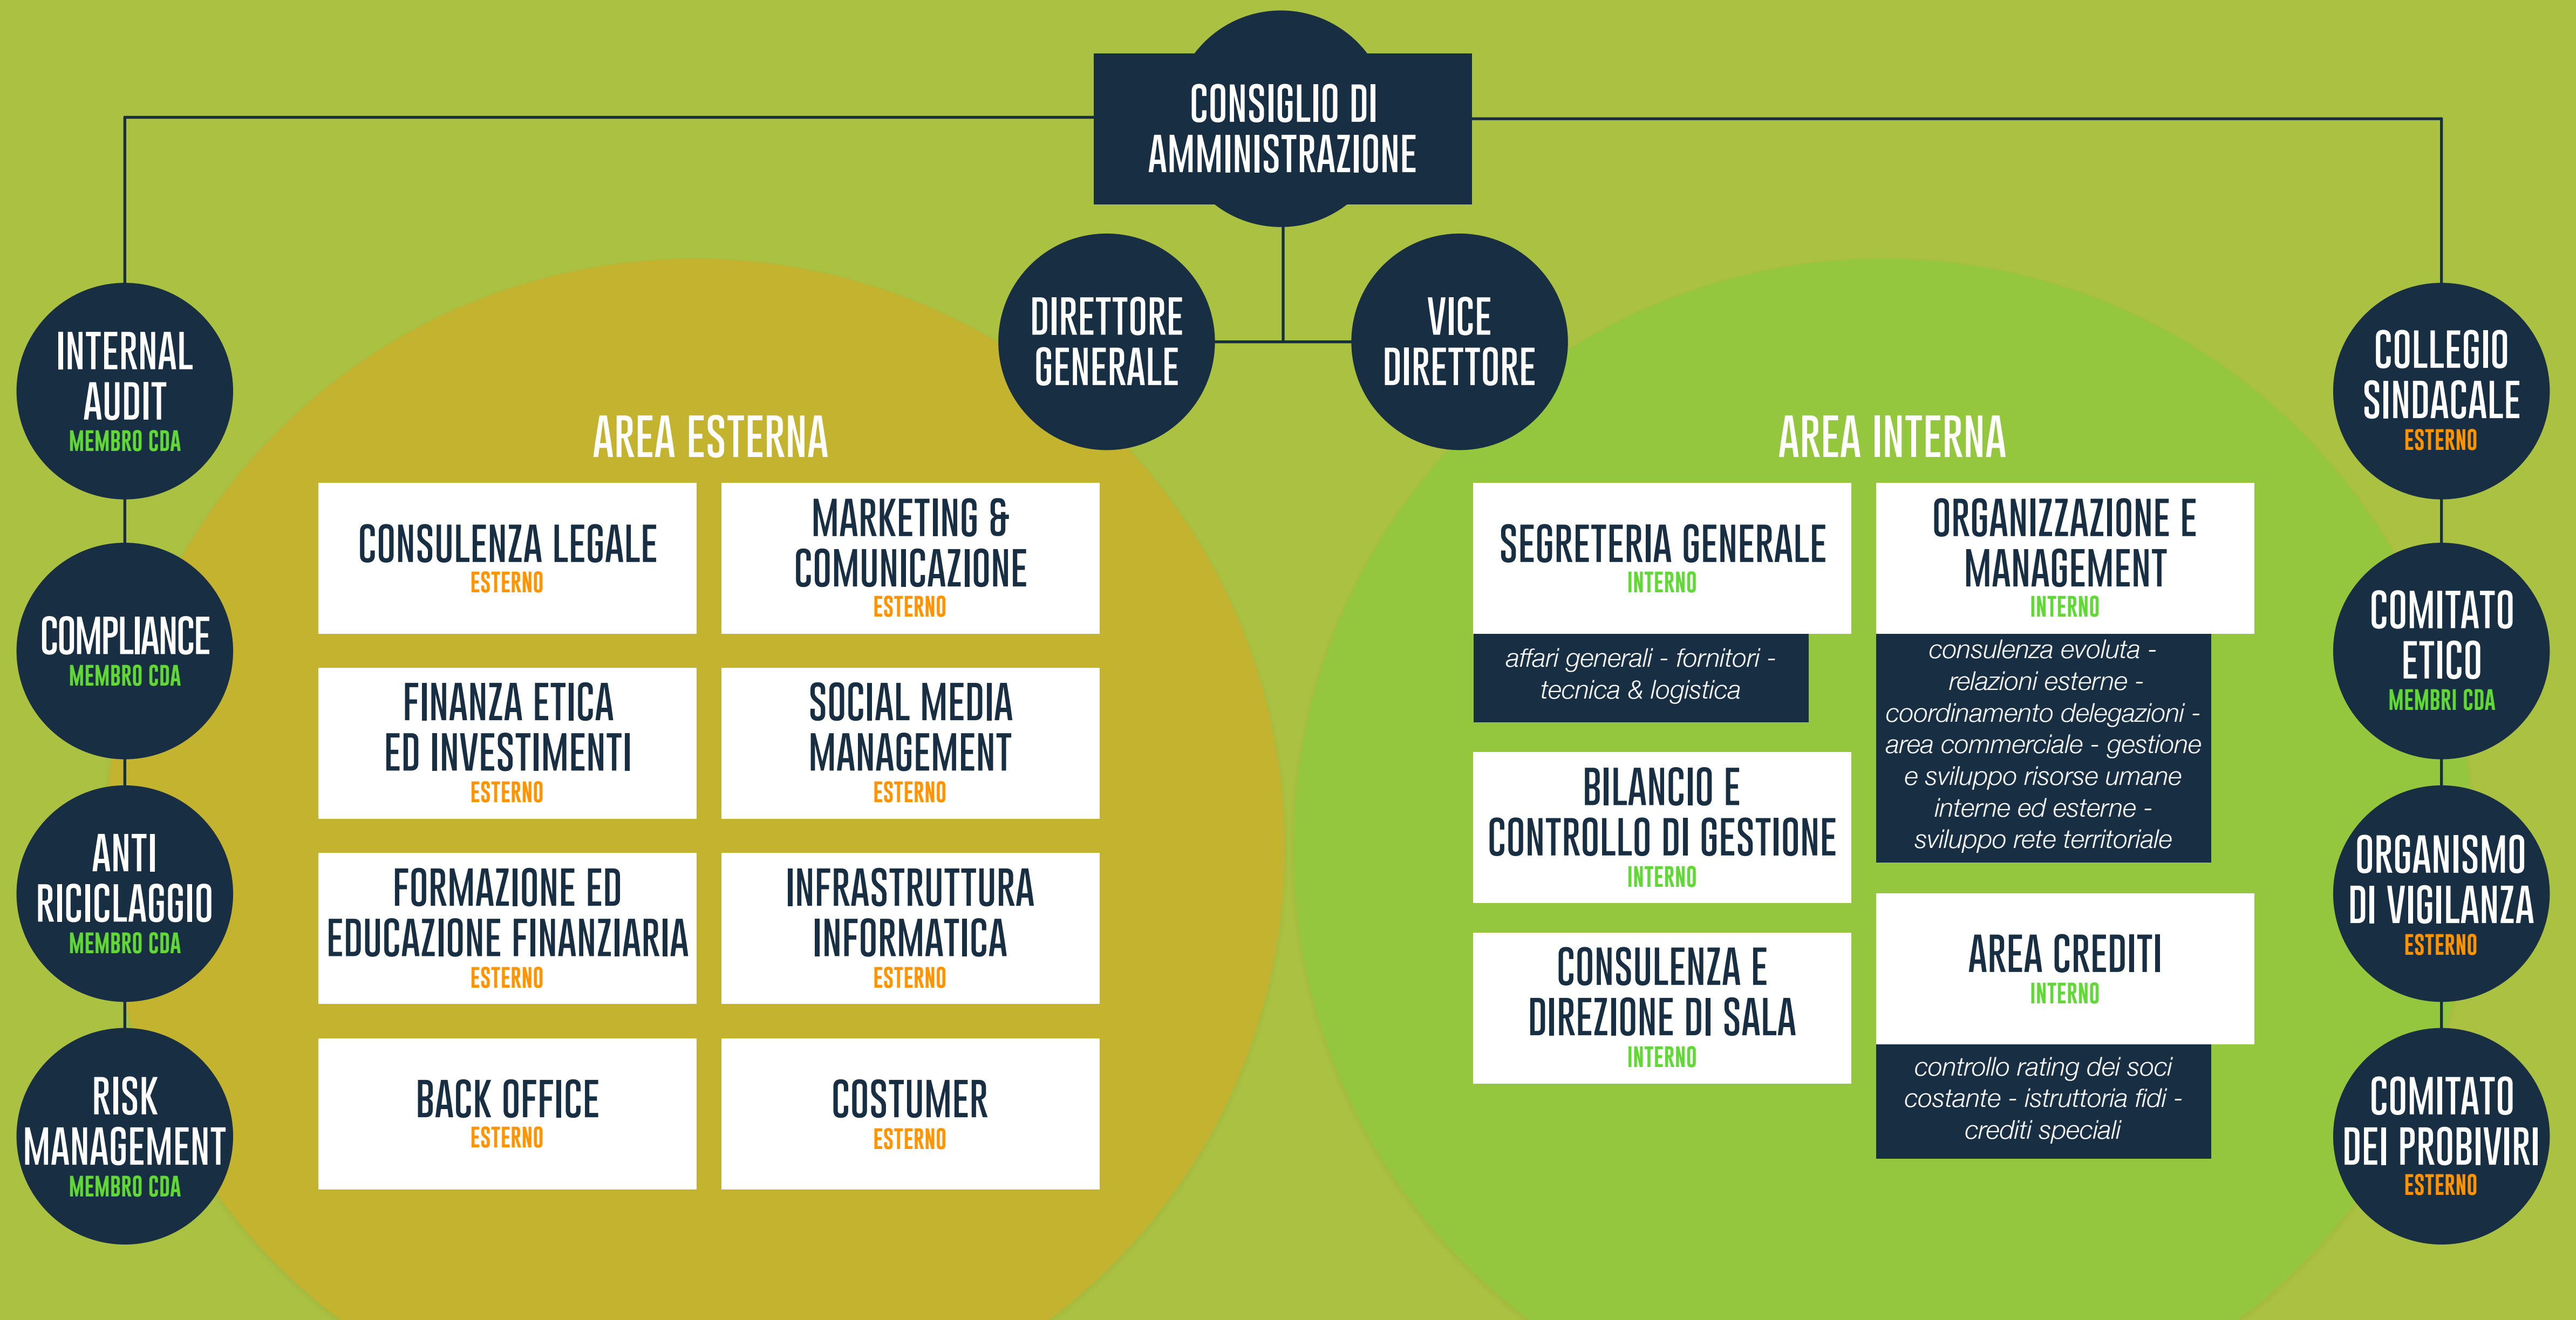 CONSIGLIO DI
AMMINISTRAZIONE
DIRETTORE
GENERALE
VICE
DIRETTORE
INTERNAL
AUDIT
MEMBRO CDA
COMPLIANCE
MEMBRO CDA
ANTI
RICICLAGGIO
MEMBRO CDA
RISK
MANAGEMENT
MEMBRO CDA
AREA ESTERNA
CONSULENZA LEGALE
ESTERNO
MARKETING &
COMUNICAZIONE
ESTERNO
FINANZA ETICA
ED INVESTIMENTI
ESTERNO
SOCIAL MEDIA
MANAGEMENT
ESTERNO
FORMAZIONE ED
EDUCAZIONE FINANZIARIA
ESTERNO
INFRASTRUTTURA
INFORMATICA
ESTERNO
BACK OFFICE
ESTERNO
COSTUMER
ESTERNO
AREA INTERNA
SEGRETERIA GENERALE
INTERNO
affari generali - fornitori -
tecnica & logistica
BILANCIO E
CONTROLLO DI GESTIONE
INTERNO
CONSULENZA E
DIREZIONE DI SALA
INTERNO
ORGANIZZAZIONE E
MANAGEMENT
INTERNO
consulenza evoluta -
relazioni esterne -
coordinamento delegazioni -
area commerciale - gestione
e sviluppo risorse umane
interne ed esterne -
sviluppo rete territoriale
AREA CREDITI
INTERNO
controllo rating dei soci
costante - istruttoria fidi -
crediti speciali
COLLEGIO
SINDACALE
ESTERNO
COMITATO
ETICO
MEMBRI CDA
ORGANISMO
DI VIGILANZA
ESTERNO
COMITATO
DEI PROBIVIRI
ESTERNO